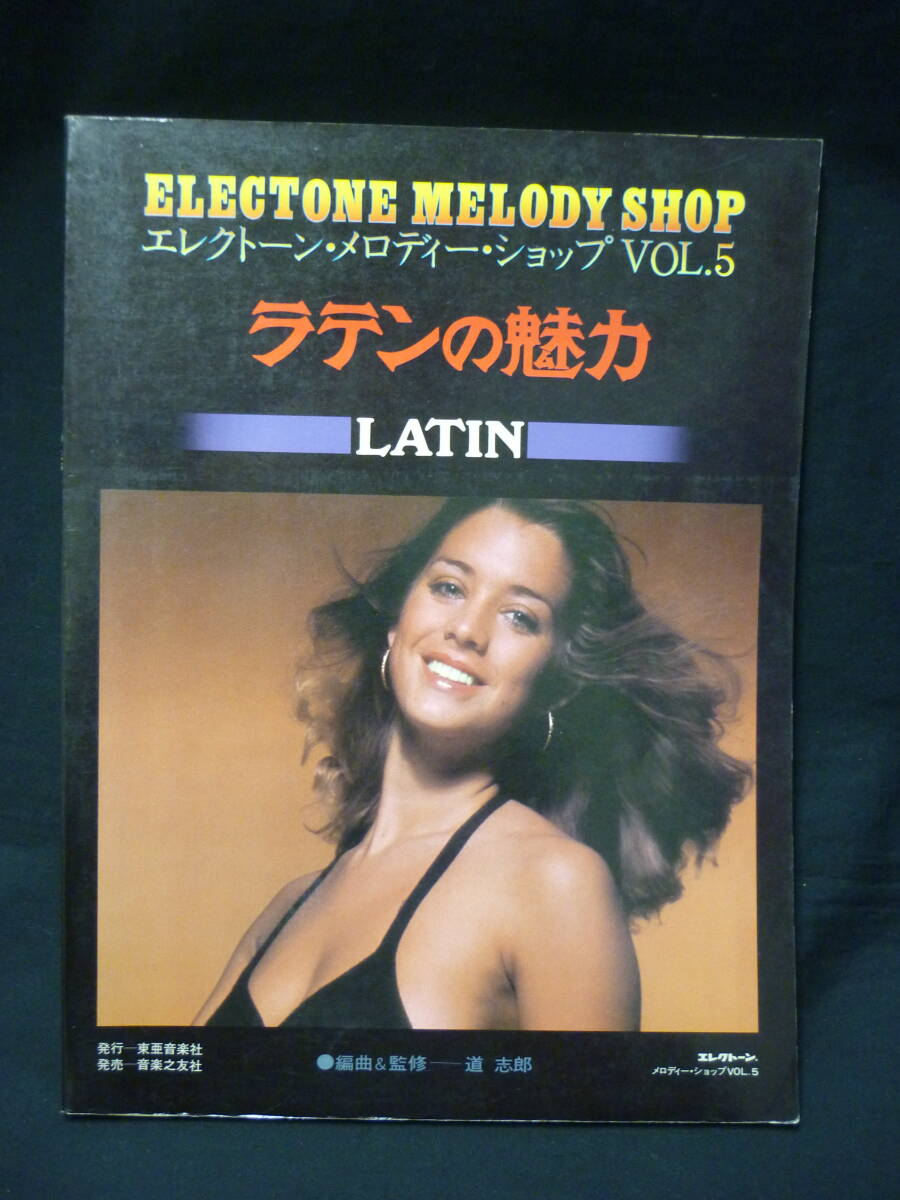 ELECTONE MELODY SHOP
エレクトーン・メロディー・ショップ VOL.5
ラテンの魅力
LATIN
発行―東亜音楽社
発売―音楽之友社
●編曲&監修――道 志郎
エレクトーン®
メロディー・ショップVOL.5